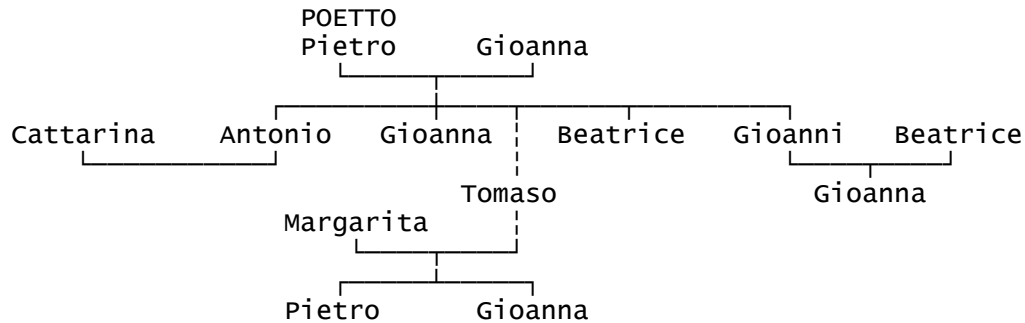 POETTO
Pietro Gioanna
Cattarina Antonio Gioanna Beatrice Gioanni Beatrice
Tomaso Gioanna
Margarita
Pietro Gioanna